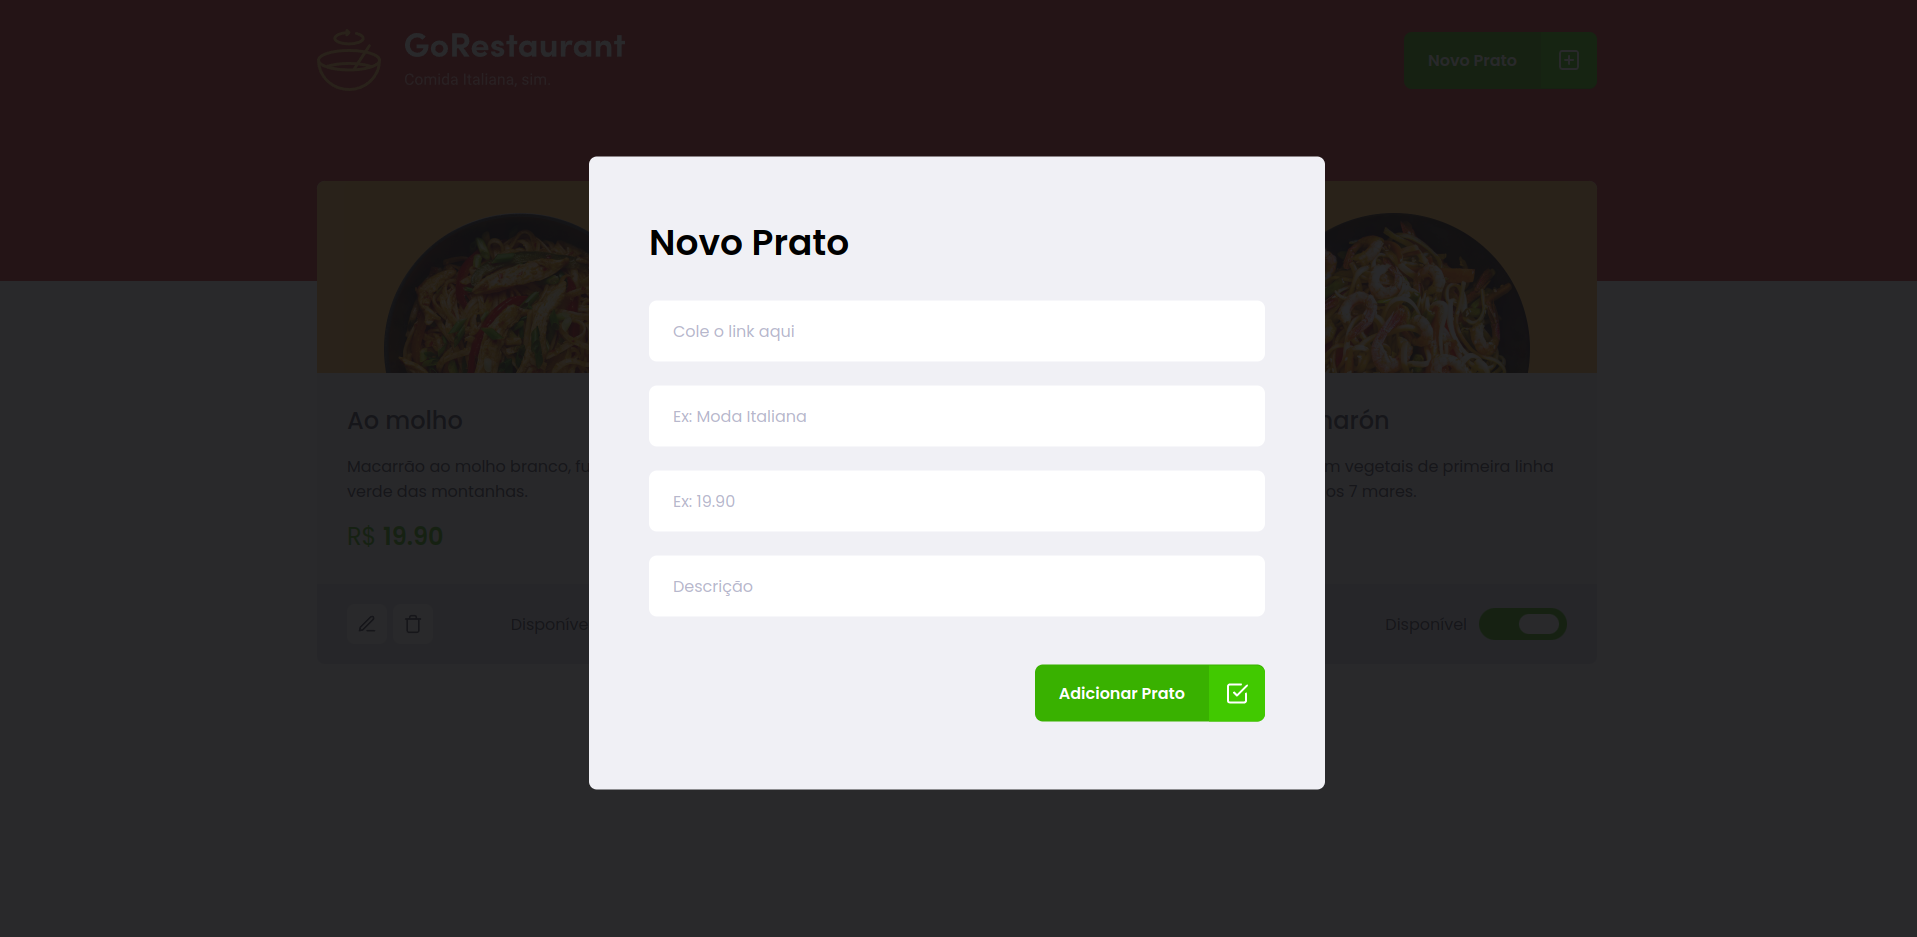 GoRestaurant
Comida Italiana, sim.
Novo Prato
Novo Prato
Cole o link aqui
Ex: Moda Italiana
Ex: 19.90
Descrição
Adicionar Prato
Ao molho
Macarrão ao molho branco, fu
verde das montanhas.
R$ 19.90
Disponíve
arón
m vegetais de primeira linha
os 7 mares.
Disponível